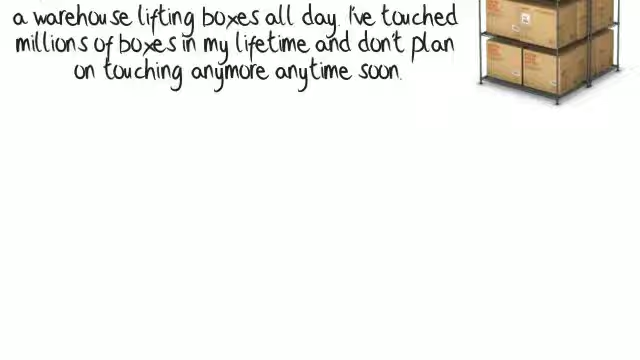 a warehouse lifting boxes all day. I've touched
millions of boxes in my lifetime and don't plan
on touching anymore anytime soon.